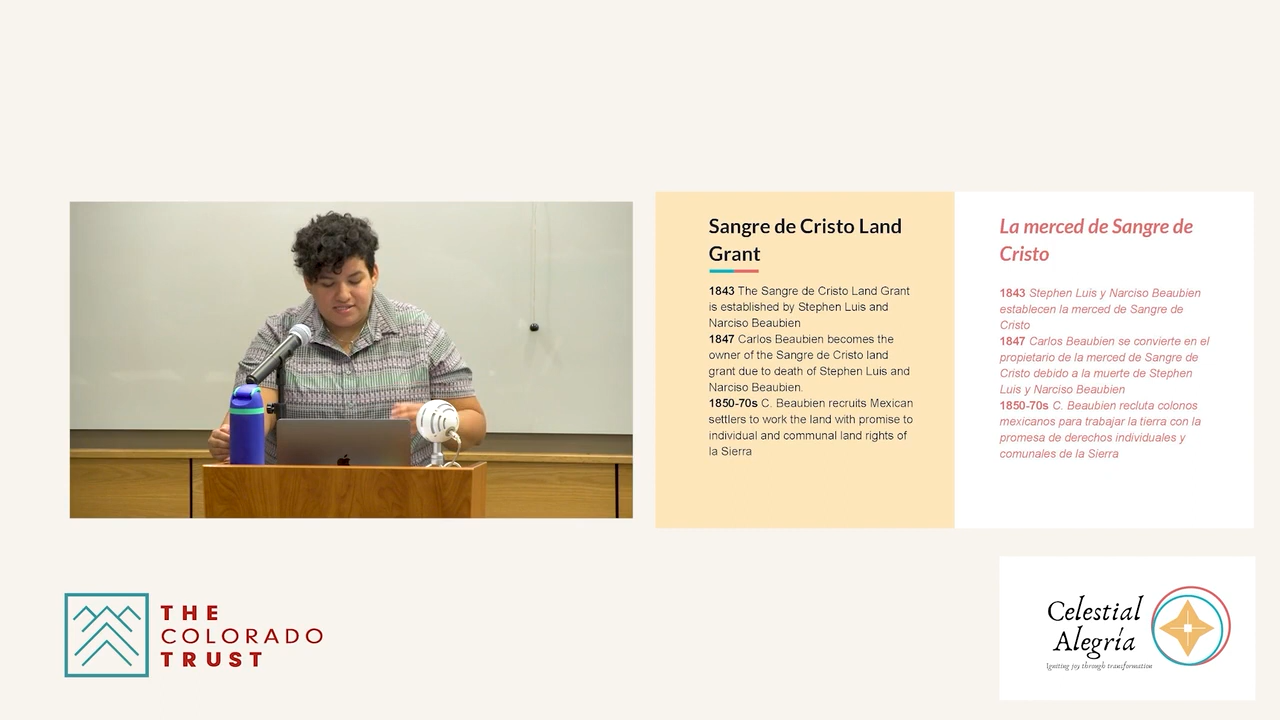 Sangre de Cristo Land
Grant
1843 The Sangre de Cristo Land Grant
is established by Stephen Luis and
Narciso Beaubien
1847 Carlos Beaubien becomes the
owner of the Sangre de Cristo land
grant due to death of Stephen Luis and
Narciso Beaubien.
1850-70s C. Beaubien recruits Mexican
settlers to work the land with promise to
individual and communal land rights of
la Sierra
La merced de Sangre de
Cristo
1843 Stephen Luis y Narciso Beaubien
establecen la merced de Sangre de
Cristo
1847 Carlos Beaubien se convierte en el
propietario de la merced de Sangre de
Cristo debido a la muerte de Stephen
Luis y Narciso Beaubien
1850-70s C. Beaubien recluta colonos
mexicanos para trabajar la tierra con la
promesa de derechos individuales y
comunales de la Sierra
THE
COLORADO
TRUST
Celestial
Alegría
Igniting joy through transformation